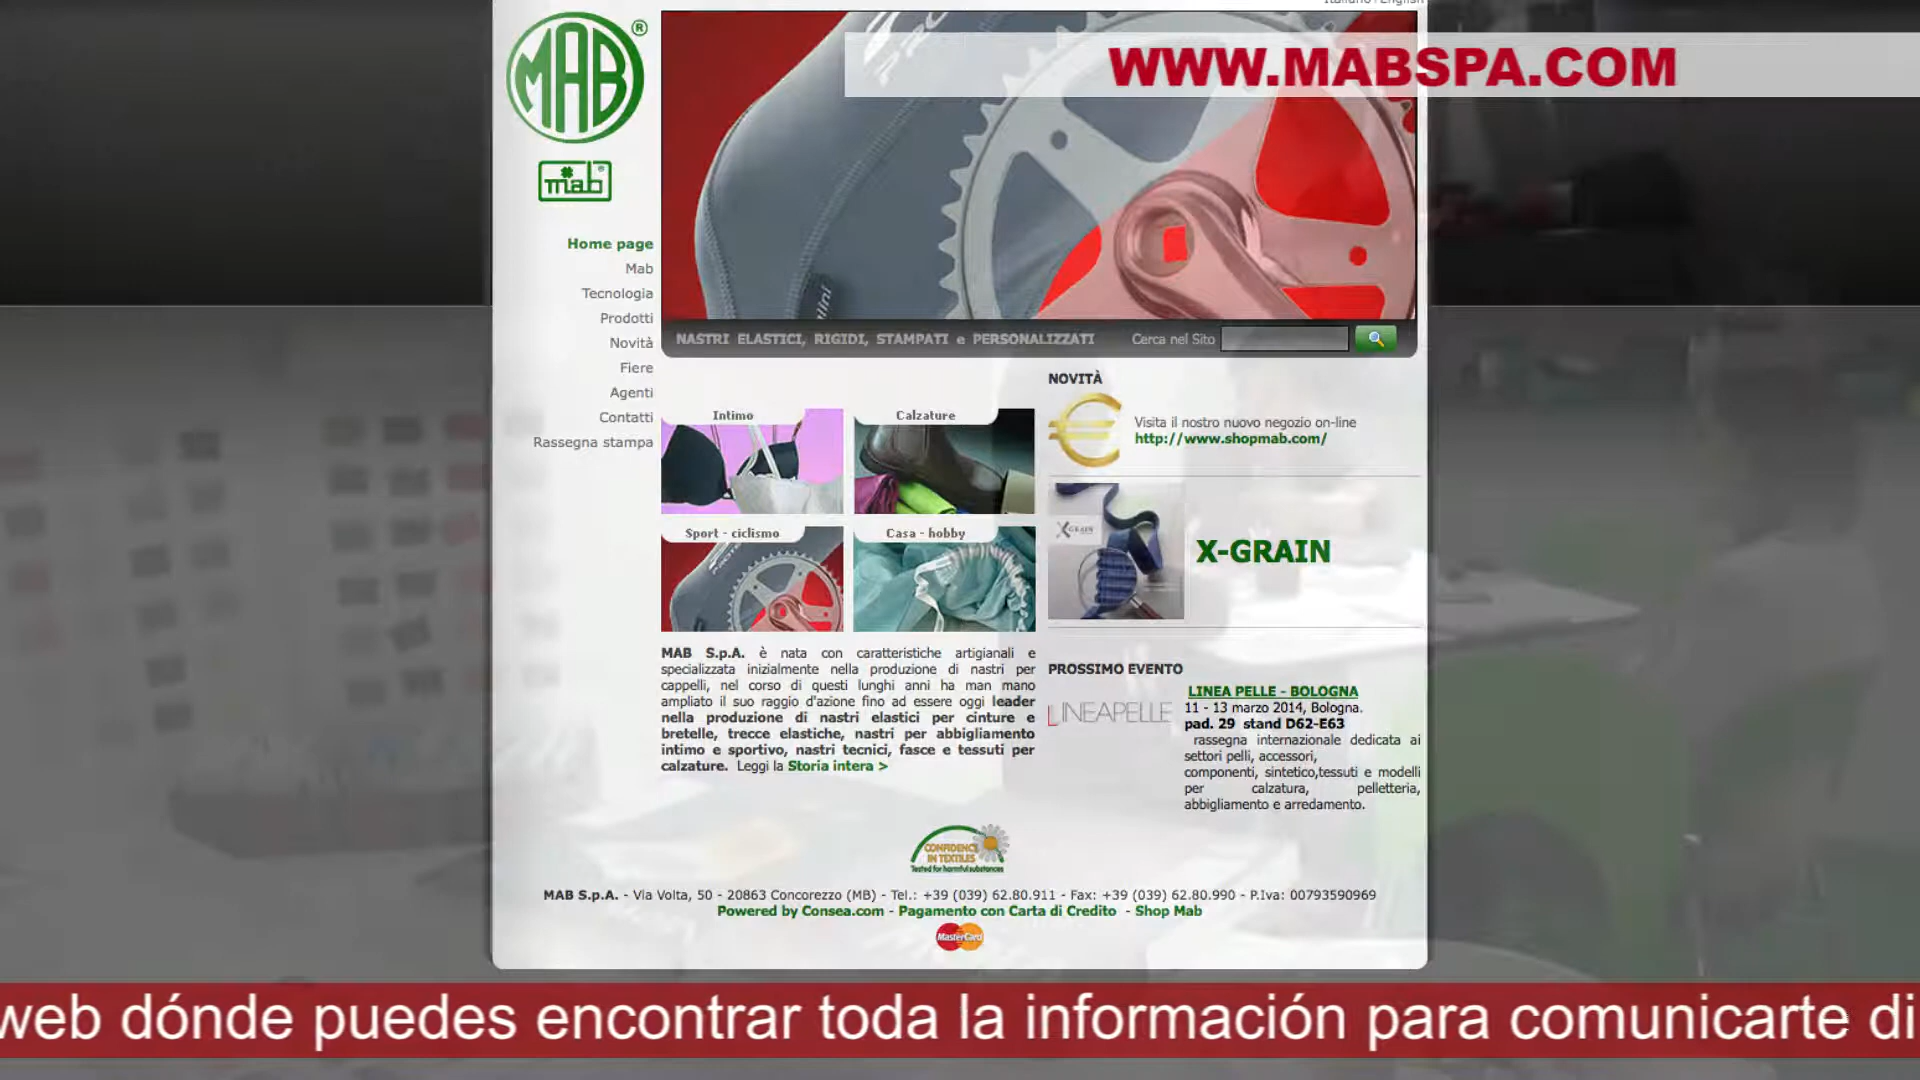 Italiano | English
MAB®
WWW.MABSPA.COM
mab®
Home page
Mab
Tecnologia
Prodotti
Novità
Fiere
Agenti
Contatti
Rassegna stampa
NASTRI ELASTICI, RIGIDI, STAMPATI e PERSONALIZZATI
Cerca nel Sito
Intimo
Calzature
Sport - ciclismo
Casa - hobby
MAB S.p.A. è nata con caratteristiche artigianali e
specializzata inizialmente nella produzione di nastri per
cappelli, nel corso di questi lunghi anni ha man mano
ampliato il suo raggio d'azione fino ad essere oggi leader
nella produzione di nastri elastici per cinture e
bretelle, trecce elastiche, nastri per abbigliamento
intimo e sportivo, nastri tecnici, fasce e tessuti per
calzature. Leggi la Storia intera >
NOVITÀ
Visita il nostro nuovo negozio on-line
http://www.shopmab.com/
X-GRAIN
X-GRAIN
PROSSIMO EVENTO
LINEAPELLE
LINEA PELLE - BOLOGNA
11 - 13 marzo 2014, Bologna.
pad. 29 stand D62-E63
rassegna internazionale dedicata ai
settori pelli, accessori,
componenti, sintetico,tessuti e modelli
per calzatura, pelletteria,
abbigliamento e arredamento.
CONFIDENCE
IN TEXTILES
Tested for harmful substances
MAB S.p.A. - Via Volta, 50 - 20863 Concorezzo (MB) - Tel.: +39 (039) 62.80.911 - Fax: +39 (039) 62.80.990 - P.Iva: 00793590969
Powered by Consea.com - Pagamento con Carta di Credito - Shop Mab
MasterCard
web dónde puedes encontrar toda la información para comunicarte di